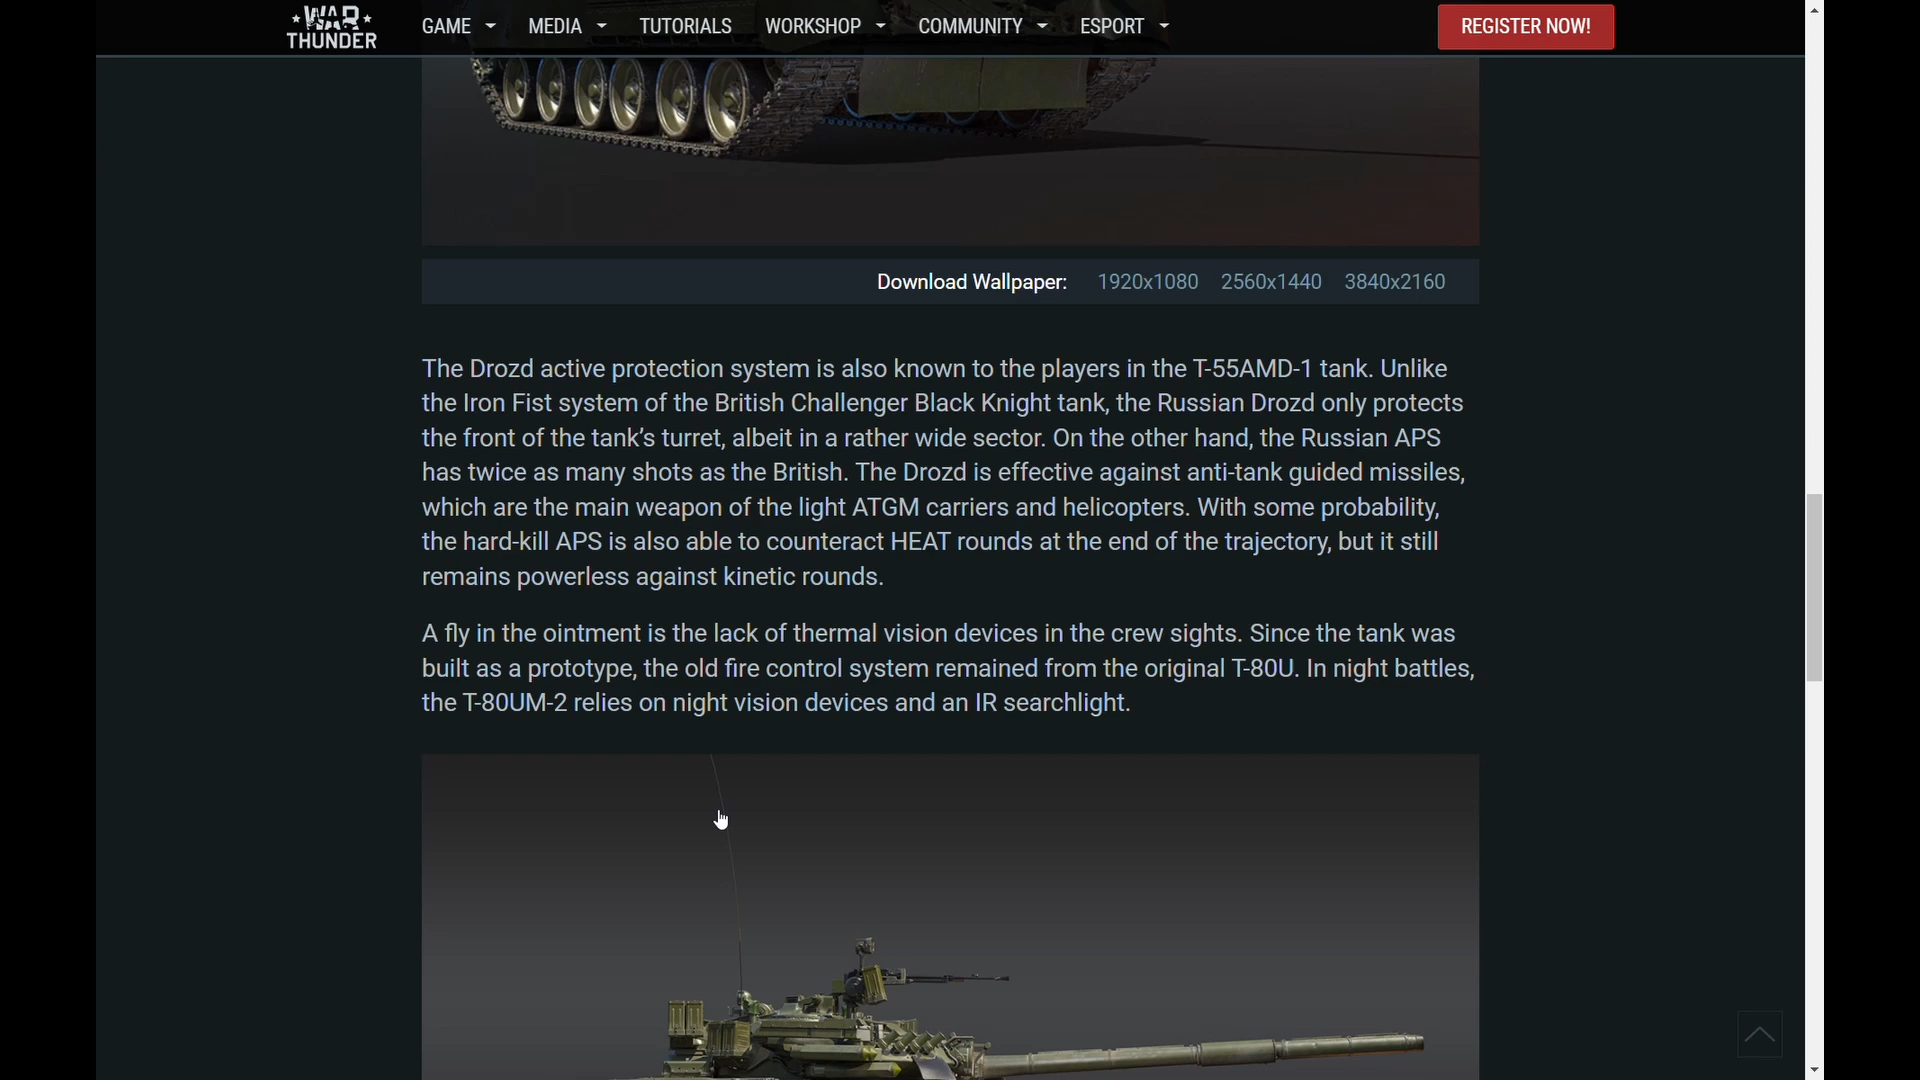 WAR
THUNDER
GAME
MEDIA
TUTORIALS
WORKSHOP
COMMUNITY
ESPORT
REGISTER NOW!
Download Wallpaper: 1920x1080 2560x1440 3840x2160
The Drozd active protection system is also known to the players in the T-55AMD-1 tank. Unlike
the Iron Fist system of the British Challenger Black Knight tank, the Russian Drozd only protects
the front of the tank’s turret, albeit in a rather wide sector. On the other hand, the Russian APS
has twice as many shots as the British. The Drozd is effective against anti-tank guided missiles,
which are the main weapon of the light ATGM carriers and helicopters. With some probability,
the hard-kill APS is also able to counteract HEAT rounds at the end of the trajectory, but it still
remains powerless against kinetic rounds.
A fly in the ointment is the lack of thermal vision devices in the crew sights. Since the tank was
built as a prototype, the old fire control system remained from the original T-80U. In night battles,
the T-80UM-2 relies on night vision devices and an IR searchlight.